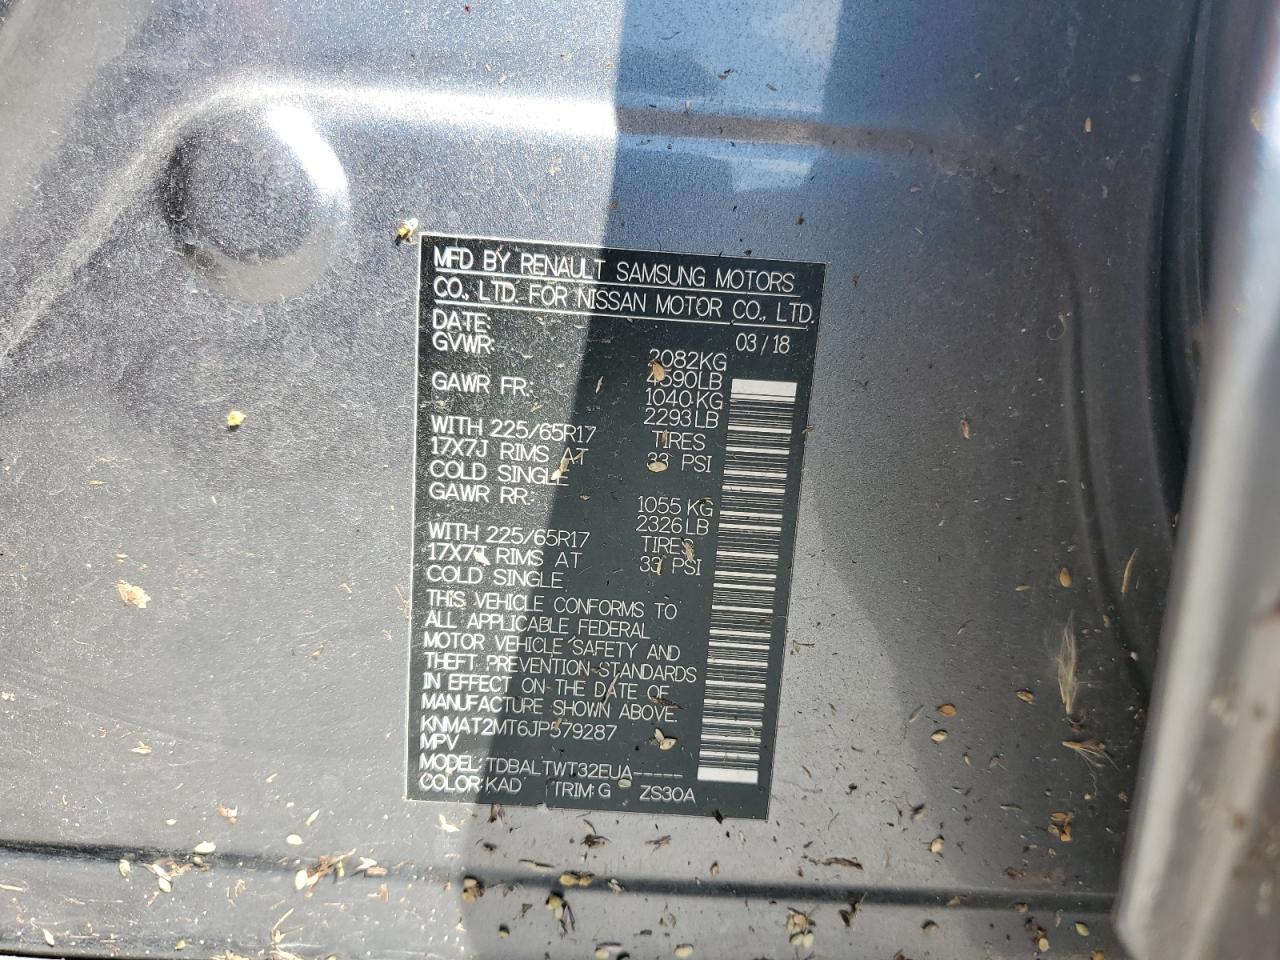 MFD BY RENAULT SAMSUNG MOTORS
CO., LTD. FOR NISSAN MOTOR CO., LTD.
DATE: 03/18
GVWR: 2082KG
4590LB
GAWR FR: 1040KG
2293LB
WITH 225/65R17 TIRES
17X7J RIMS AT 33 PSI
COLD SINGLE
GAWR RR: 1055 KG
2326LB
WITH 225/65R17 TIRES
17X7J RIMS AT 33 PSI
COLD SINGLE
THIS VEHICLE CONFORMS TO
ALL APPLICABLE FEDERAL
MOTOR VEHICLE SAFETY AND
THEFT PREVENTION STANDARDS
IN EFFECT ON THE DATE OF
MANUFACTURE SHOWN ABOVE.
KNMAT2MT6JP579287
MPV
MODEL: TDBALTWT32EUA-----
COLOR: KAD TRIM: G ZS30A